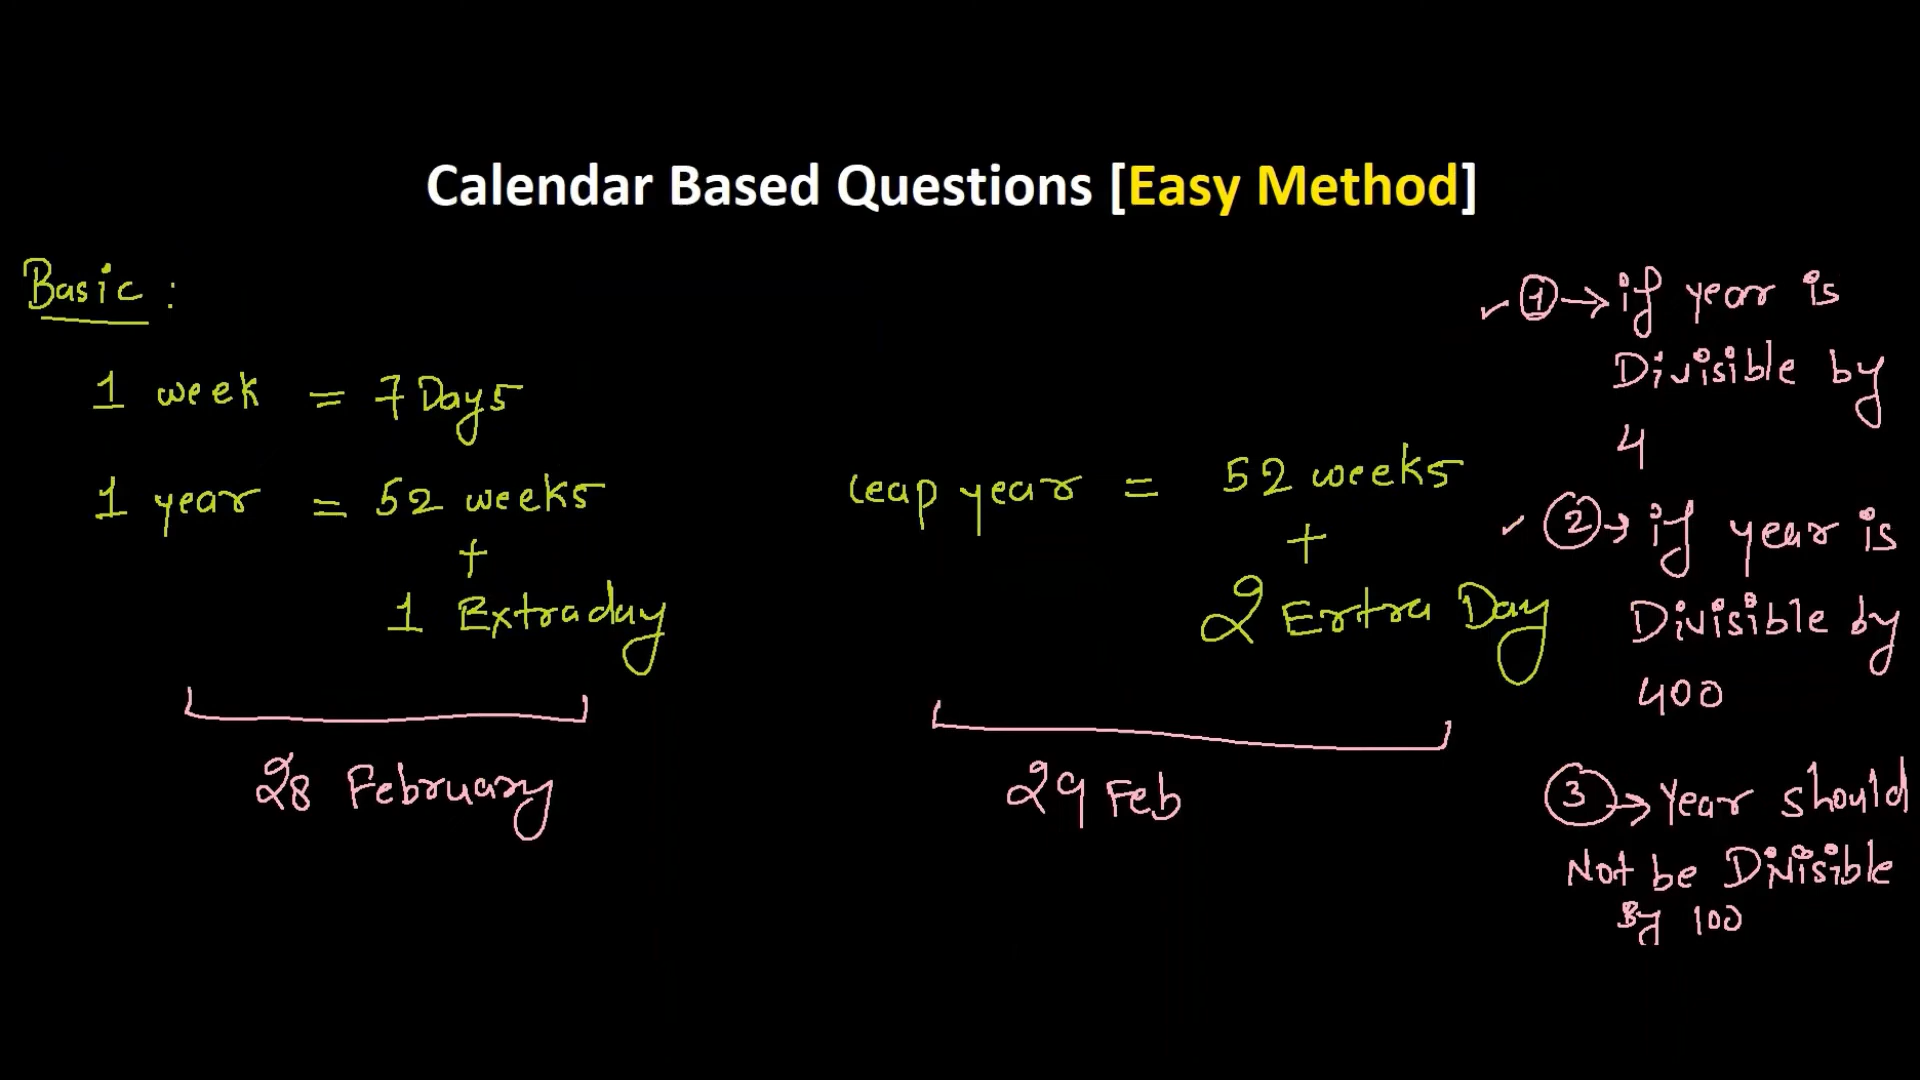 Calendar Based Questions [Easy Method]
Basic :
1 week = 7 Days
1 year = 52 weeks
+
1 Extraday
28 February
Leap year = 52 weeks
+
2 Extra Day
29 Feb
✓ ① → if year is
Divisible by
4
✓ ② → if year is
Divisible by
400
③ → Year should
Not be Divisible
By 100